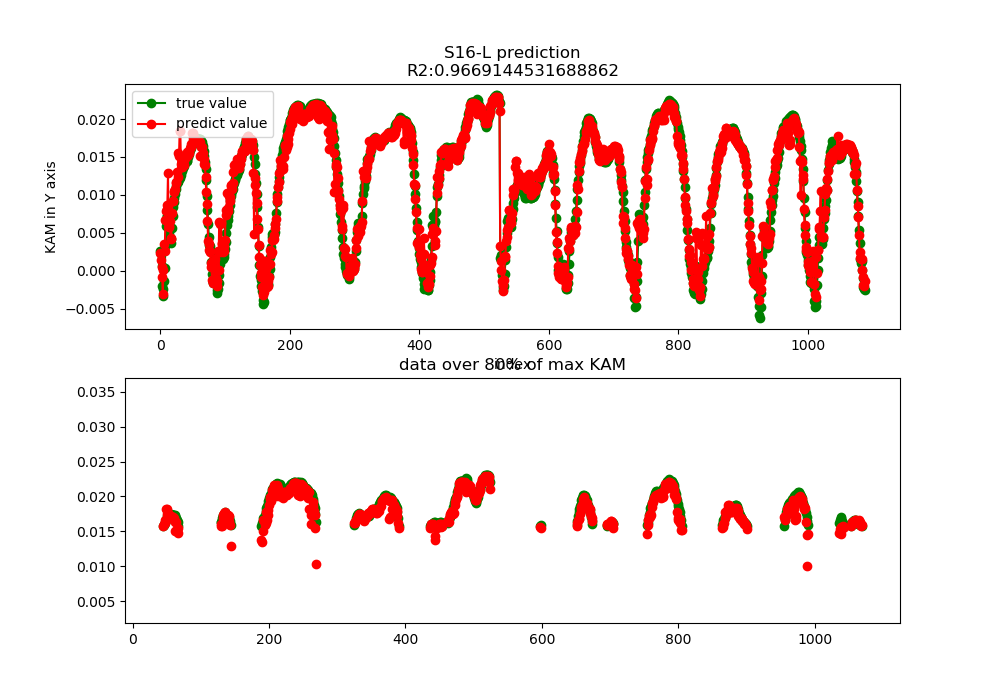 S16-L prediction
R2:0.9669144531688862
true value
predict value
KAM in Y axis
0.020
0.015
0.010
0.005
0.000
−0.005
0 200 400 600 800 1000
index
data over 80% of max KAM
0.035
0.030
0.025
0.020
0.015
0.010
0.005
0 200 400 600 800 1000